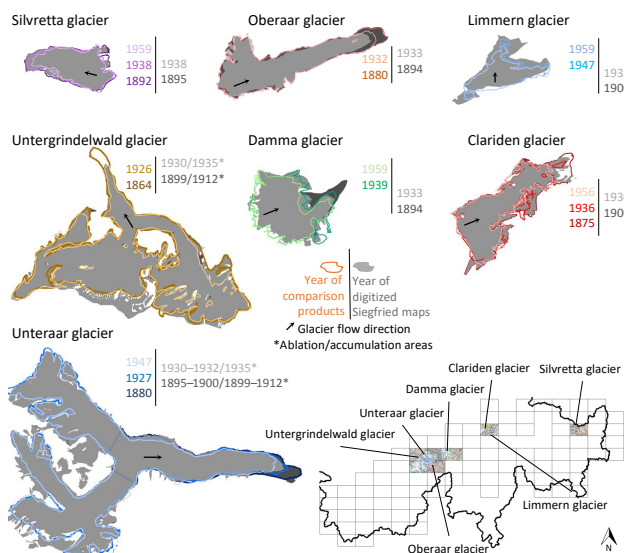 Silvretta glacier
1959
1938
1892
1938
1895
Oberaar glacier
1932
1880
1933
1894
Limmern glacier
1959
1947
Untergrindelwald glacier
1926
1864
1930/1935*
1899/1912*
Damma glacier
1959
1939
1933
1894
Clariden glacier
1956
1936
1875
Year of comparison products
Year of digitized Siegfried maps
Glacier flow direction
*Ablation/accumulation areas
Unteraar glacier
1947
1927
1880
1930–1932/1935*
1895–1900/1899–1912*
Clariden glacier
Silvretta glacier
Damma glacier
Unteraar glacier
Untergrindelwald glacier
Limmern glacier
Oberaar glacier
N